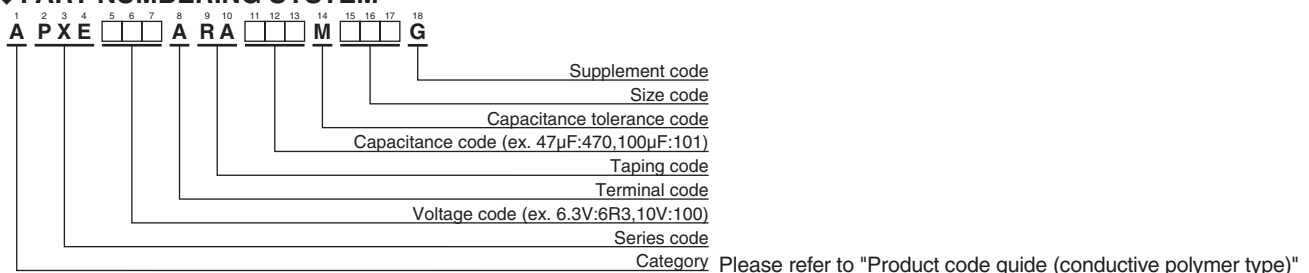 ◆PART NUMBERING SYSTEM
1 2 3 4 5 6 7 8 9 10 11 12 13 14 15 16 17 18
A PXE □□□ A RA □□□ M □□□ G
Supplement code
Size code
Capacitance tolerance code
Capacitance code (ex. 47μF:470,100μF:101)
Taping code
Terminal code
Voltage code (ex. 6.3V:6R3,10V:100)
Series code
Category Please refer to "Product code guide (conductive polymer type)"